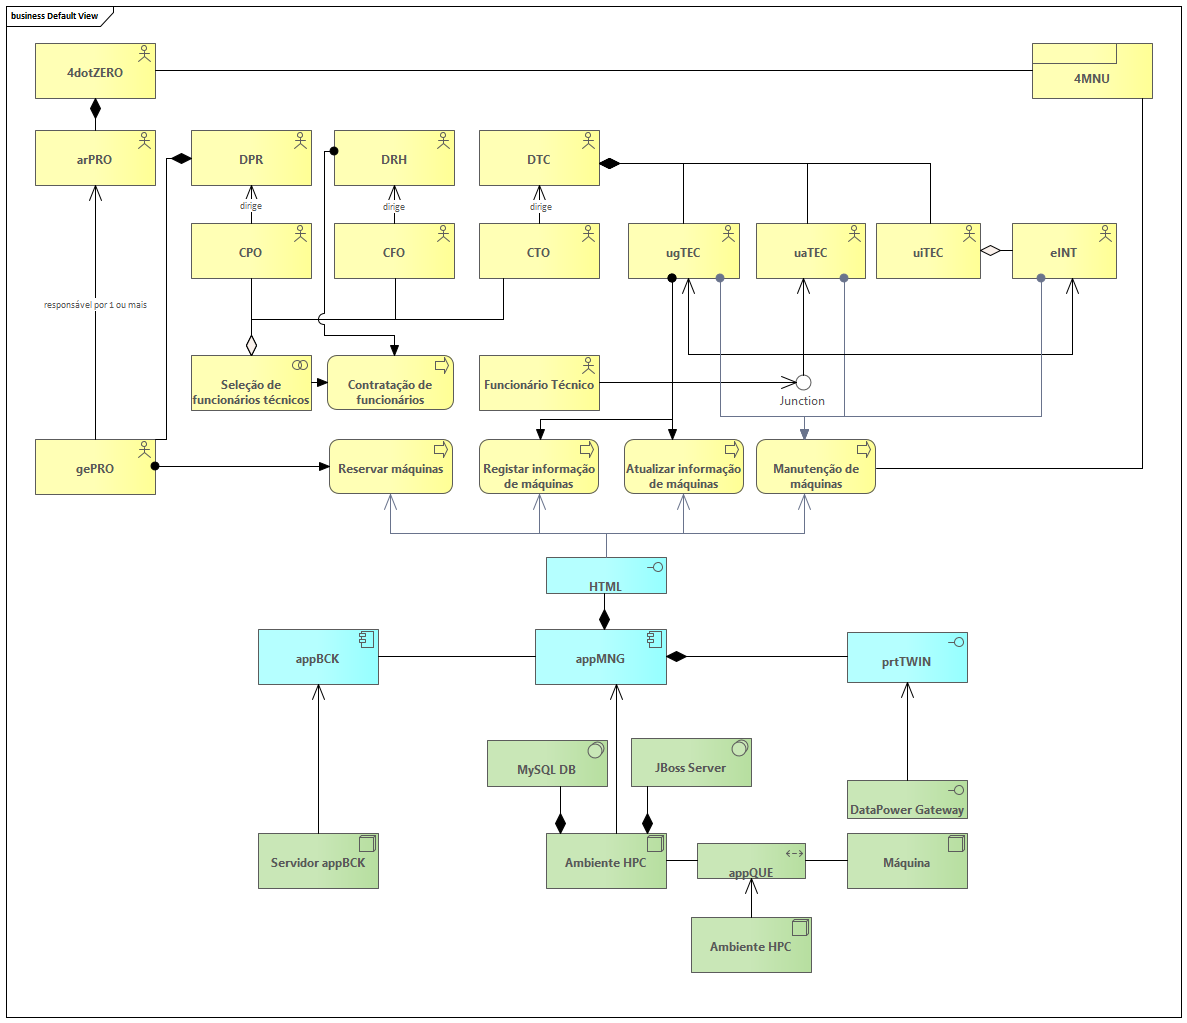 business Default View
4dotZERO
4MNU
arPRO
DPR
DRH
DTC
dirige
dirige
dirige
CPO
CFO
CTO
ugTEC
uaTEC
uiTEC
eINT
responsável por 1 ou mais
Seleção de
funcionários técnicos
Contratação de
funcionários
Funcionário Técnico
Junction
gePRO
Reservar máquinas
Registar informação
de máquinas
Atualizar informação
de máquinas
Manutenção de
máquinas
HTML
appBCK
appMNG
prtTWIN
MySQL DB
JBoss Server
DataPower Gateway
Servidor appBCK
Ambiente HPC
appQUE
Máquina
Ambiente HPC